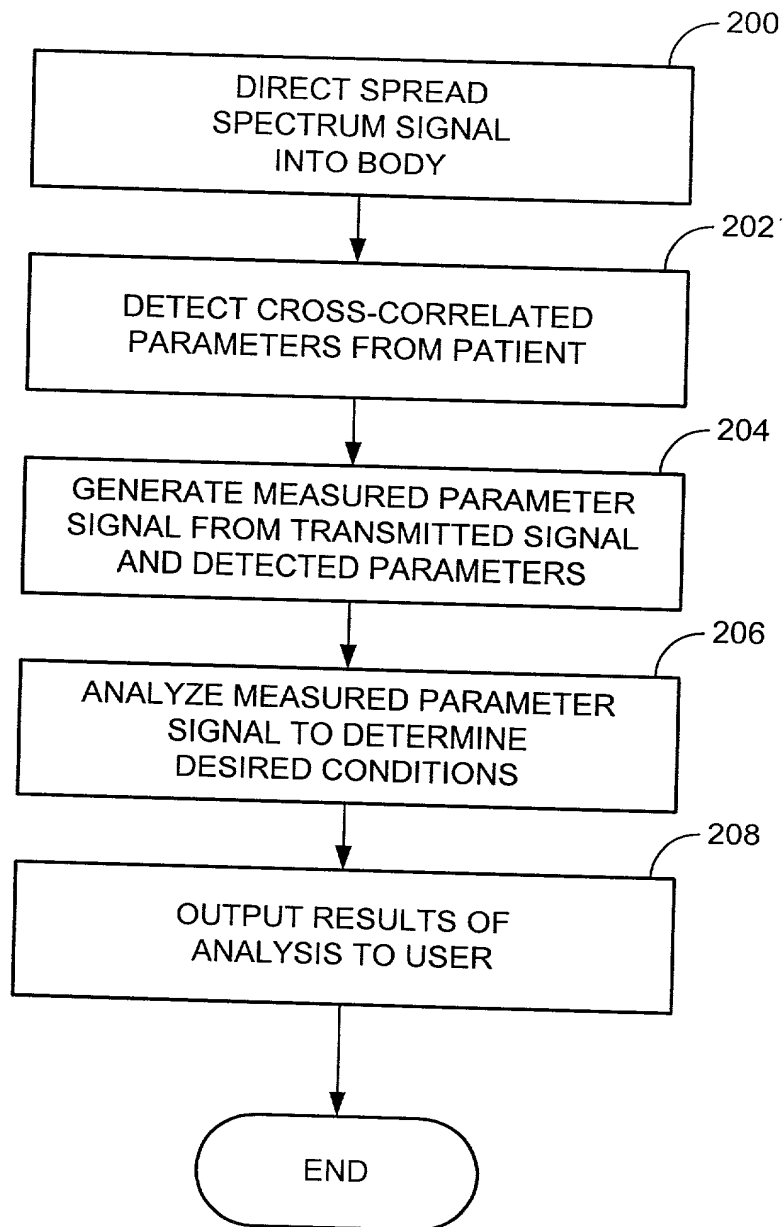 200
DIRECT SPREAD
SPECTRUM SIGNAL
INTO BODY
202
DETECT CROSS-CORRELATED
PARAMETERS FROM PATIENT
204
GENERATE MEASURED PARAMETER
SIGNAL FROM TRANSMITTED SIGNAL
AND DETECTED PARAMETERS
206
ANALYZE MEASURED PARAMETER
SIGNAL TO DETERMINE
DESIRED CONDITIONS
208
OUTPUT RESULTS OF
ANALYSIS TO USER
END